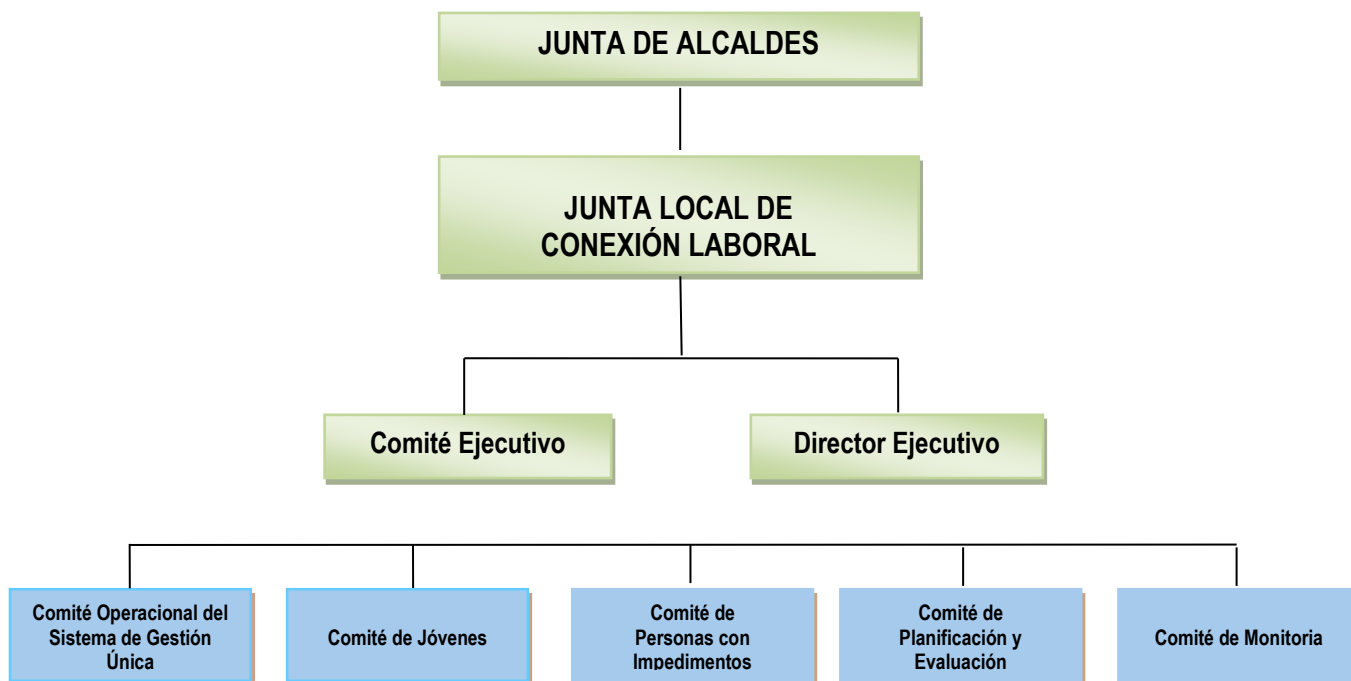 JUNTA DE ALCALDES
JUNTA LOCAL DE
CONEXIÓN LABORAL
Comité Ejecutivo
Director Ejecutivo
Comité Operacional del
Sistema de Gestión
Única
Comité de Jóvenes
Comité de
Personas con
Impedimentos
Comité de
Planificación y
Evaluación
Comité de Monitoria